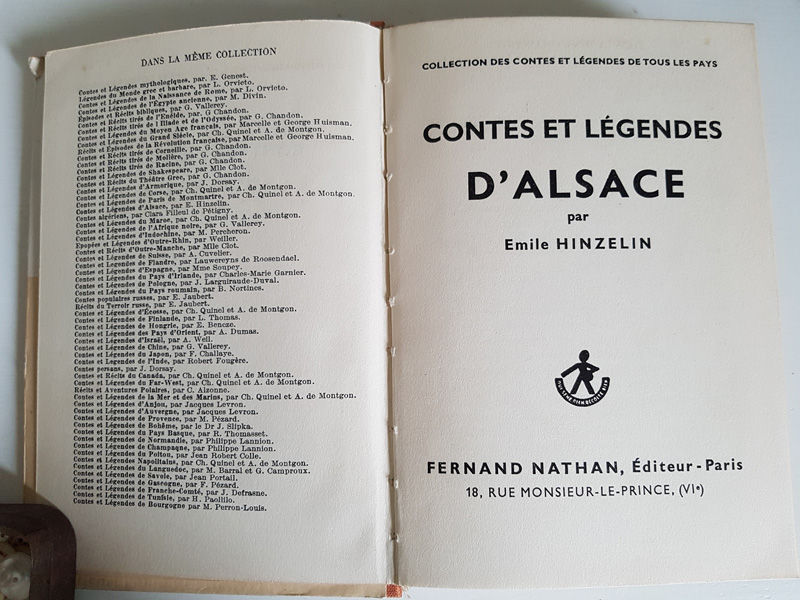 DANS LA MÊME COLLECTION
Contes et Légendes mythologiques, par. E. Genest.
Légendes du Monde grec et barbare, par L. Orvieto.
Contes et Légendes de la Naissance de Rome, par L. Orvieto.
Contes et Légendes de l'Égypte ancienne, par M. Divin.
Épisodes et Récits bibliques, par G. Vallerey.
Contes et Récits tirés de l'Énéide, par G. Chandon.
Contes et Récits tirés de l'Iliade et de l'Odyssée, par G. Chandon.
Contes et Légendes du Moyen Age français, par Marcelle et George Huisman.
Contes et Légendes du Grand Siècle, par Ch. Quinel et A. de Montgon.
Récits et Épisodes de la Révolution française, par Marcelle et George Huisman.
Contes et Récits tirés de Corneille, par G. Chandon.
Contes et Récits tirés de Molière, par G. Chandon.
Contes et Récits tirés de Racine, par G. Chandon.
Contes et Légendes de Shakespeare, par Mlle Clot.
Contes et Récits du Théâtre Grec, par G. Chandon.
Contes et Légendes d'Armorique, par J. Dorsay.
Contes et Légendes de Corse, par Ch. Quinel et A. de Montgon.
Contes et Légendes de Paris de Montmartre, par Ch. Quinel et A. de Montgon.
Contes et Légendes d'Alsace, par E. Hinzelin.
Contes algériens, par Clara Filleul de Pétigny.
Contes et Légendes du Maroc, par Ch. Quinel et A. de Montgon.
Contes et Légendes de l'Afrique noire, par G. Vallerey.
Contes et Légendes d'Indochine, par M. Percheron.
Épopées et Légendes d'Outre-Rhin, par Weiller.
Contes et Récits d'Outre-Manche, par Mlle Clot.
Contes et Légendes de Suisse, par A. Cuvelier.
Contes et Légendes de Flandre, par Lauwereyns de Roosendael.
Contes et Légendes d'Espagne, par Mme Soupey.
Contes et Légendes du Pays d'Irlande, par Charles-Marie Garnier.
Contes et Légendes de Pologne, par J. Larguiraude-Duval.
Contes et Légendes du Pays roumain, par B. Nortines.
Contes populaires russes, par E. Jaubert.
Récits du Terroir russe, par E. Jaubert.
Contes et Légendes d'Écosse, par Ch. Quinel et A. de Montgon.
Contes et Légendes de Finlande, par L. Thomas.
Contes et Légendes de Hongrie, par E. Bencze.
Contes et Légendes des Pays d'Orient, par A. Dumas.
Contes et Légendes d'Israël, par A. Weil.
Contes et Légendes de Chine, par G. Vallerey.
Contes et Légendes du Japon, par F. Challaye.
Contes et Légendes de l'Inde, par Robert Fougère.
Contes persans, par J. Dorsay.
Contes et Récits du Canada, par Ch. Quinel et A. de Montgon.
Contes et Légendes du Far-West, par Ch. Quinel et A. de Montgon.
Récits et Aventures Polaires, par C. Alzonne.
Contes et Légendes de la Mer et des Marins, par Ch. Quinel et A. de Montgon.
Contes et Légendes d'Anjou, par Jacques Levron.
Contes et Légendes d'Auvergne, par Jacques Levron.
Contes et Légendes de Provence, par M. Pézard.
Contes et Légendes de Bohême, par le Dr J. Slipka.
Contes et Légendes du Pays Basque, par R. Thomasset.
Contes et Légendes de Normandie, par Philippe Lannion.
Contes et Légendes de Champagne, par Philippe Lannion.
Contes et Légendes du Poitou, par Jean Robert Colle.
Contes et Légendes Napolitains, par Ch. Quinel et A. de Montgon.
Contes et Légendes du Languedoc, par M. Barral et G. Camproux.
Contes et Légendes de Savoie, par Jean Portail.
Contes et Légendes de Gascogne, par F. Pézard.
Contes et Légendes de Franche-Comté, par J. Defrasne.
Contes et Légendes de Tunisie, par H. Paolillo.
Contes et Légendes de Bourgogne par M. Perron-Louis.
COLLECTION DES CONTES ET LÉGENDES DE TOUS LES PAYS
CONTES ET LÉGENDES
D'ALSACE
par
Emile HINZELIN
FERNAND NATHAN, Éditeur - Paris
18, RUE MONSIEUR-LE-PRINCE, (VIe)